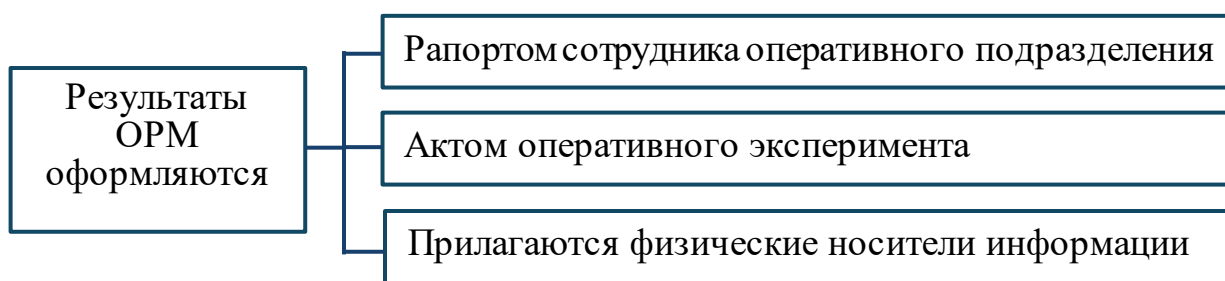 Результаты
ОРМ
оформляются
Рапортом сотрудника оперативного подразделения
Актом оперативного эксперимента
Прилагаются физические носители информации